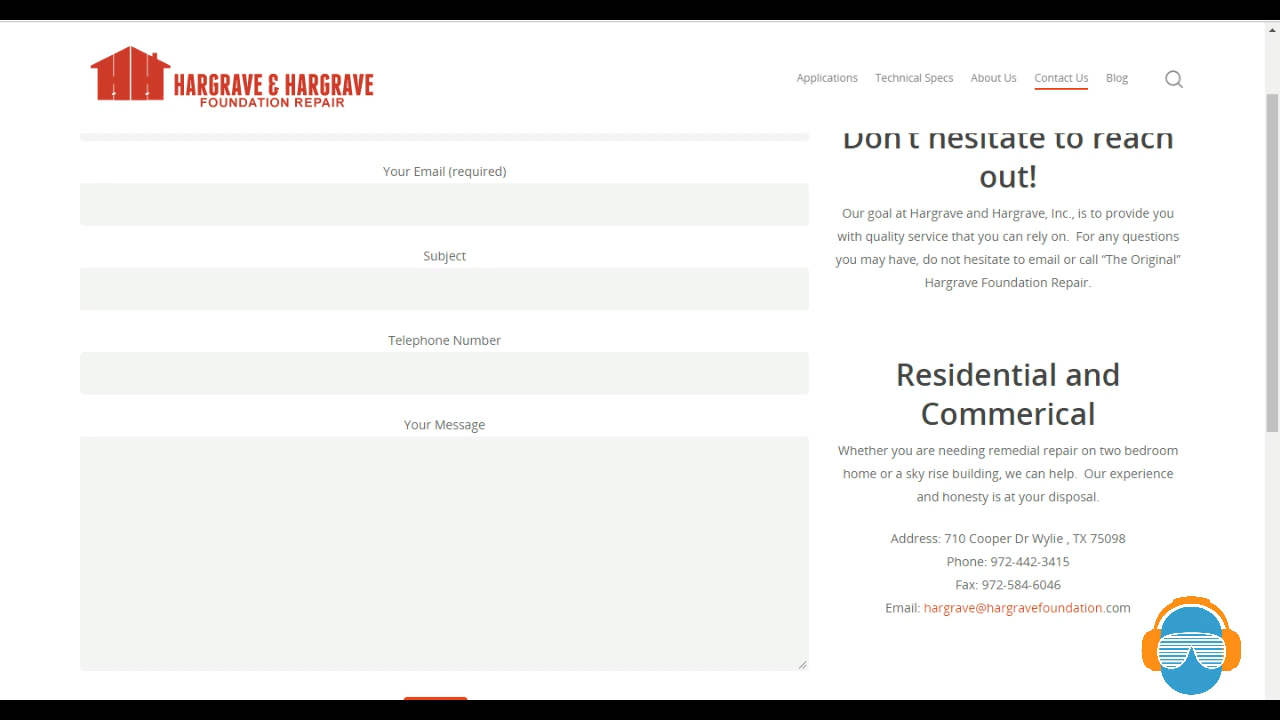 HARGRAVE & HARGRAVE
FOUNDATION REPAIR
Applications
Technical Specs
About Us
Contact Us
Blog
Your Email (required)
Subject
Telephone Number
Your Message
Don't hesitate to reach
out!
Our goal at Hargrave and Hargrave, Inc., is to provide you
with quality service that you can rely on.  For any questions
you may have, do not hesitate to email or call “The Original”
Hargrave Foundation Repair.
Residential and
Commerical
Whether you are needing remedial repair on two bedroom
home or a sky rise building, we can help.  Our experience
and honesty is at your disposal.
Address: 710 Cooper Dr Wylie , TX 75098
Phone: 972-442-3415
Fax: 972-584-6046
Email: hargrave@hargravefoundation.com